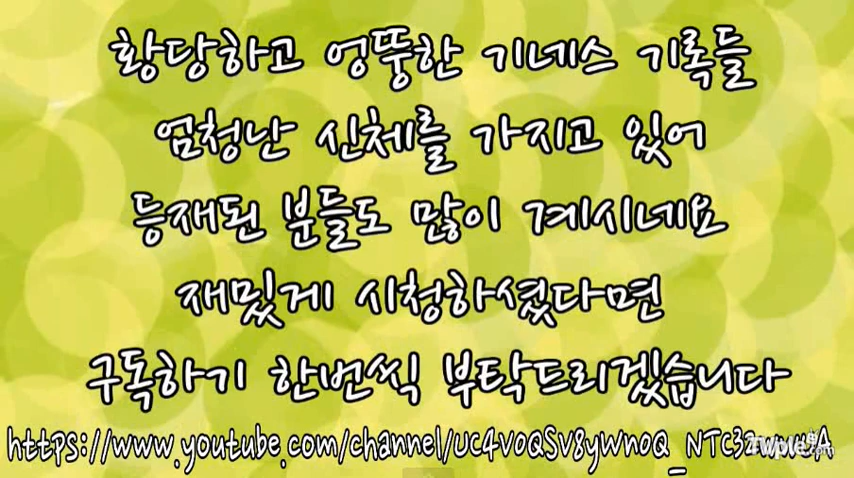 황당하고 엉뚱한 기네스 기록들
엄청난 신체를 가지고 있어
등재된 분들도 많이 계시네요
재밌게 시청하셨다면
구독하기 한번씩 부탁드리겠습니다